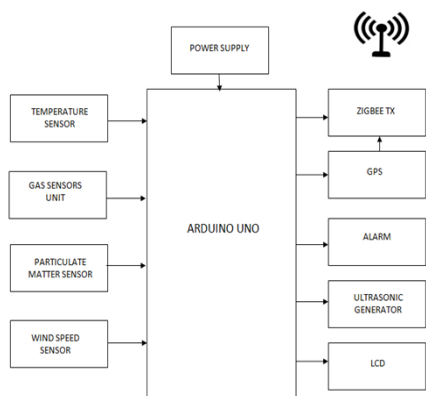 POWER SUPPLY
TEMPERATURE
SENSOR
GAS SENSORS
UNIT
PARTICULATE
MATTER SENSOR
WIND SPEED
SENSOR
ARDUINO UNO
ZIGBEE TX
GPS
ALARM
ULTRASONIC
GENERATOR
LCD